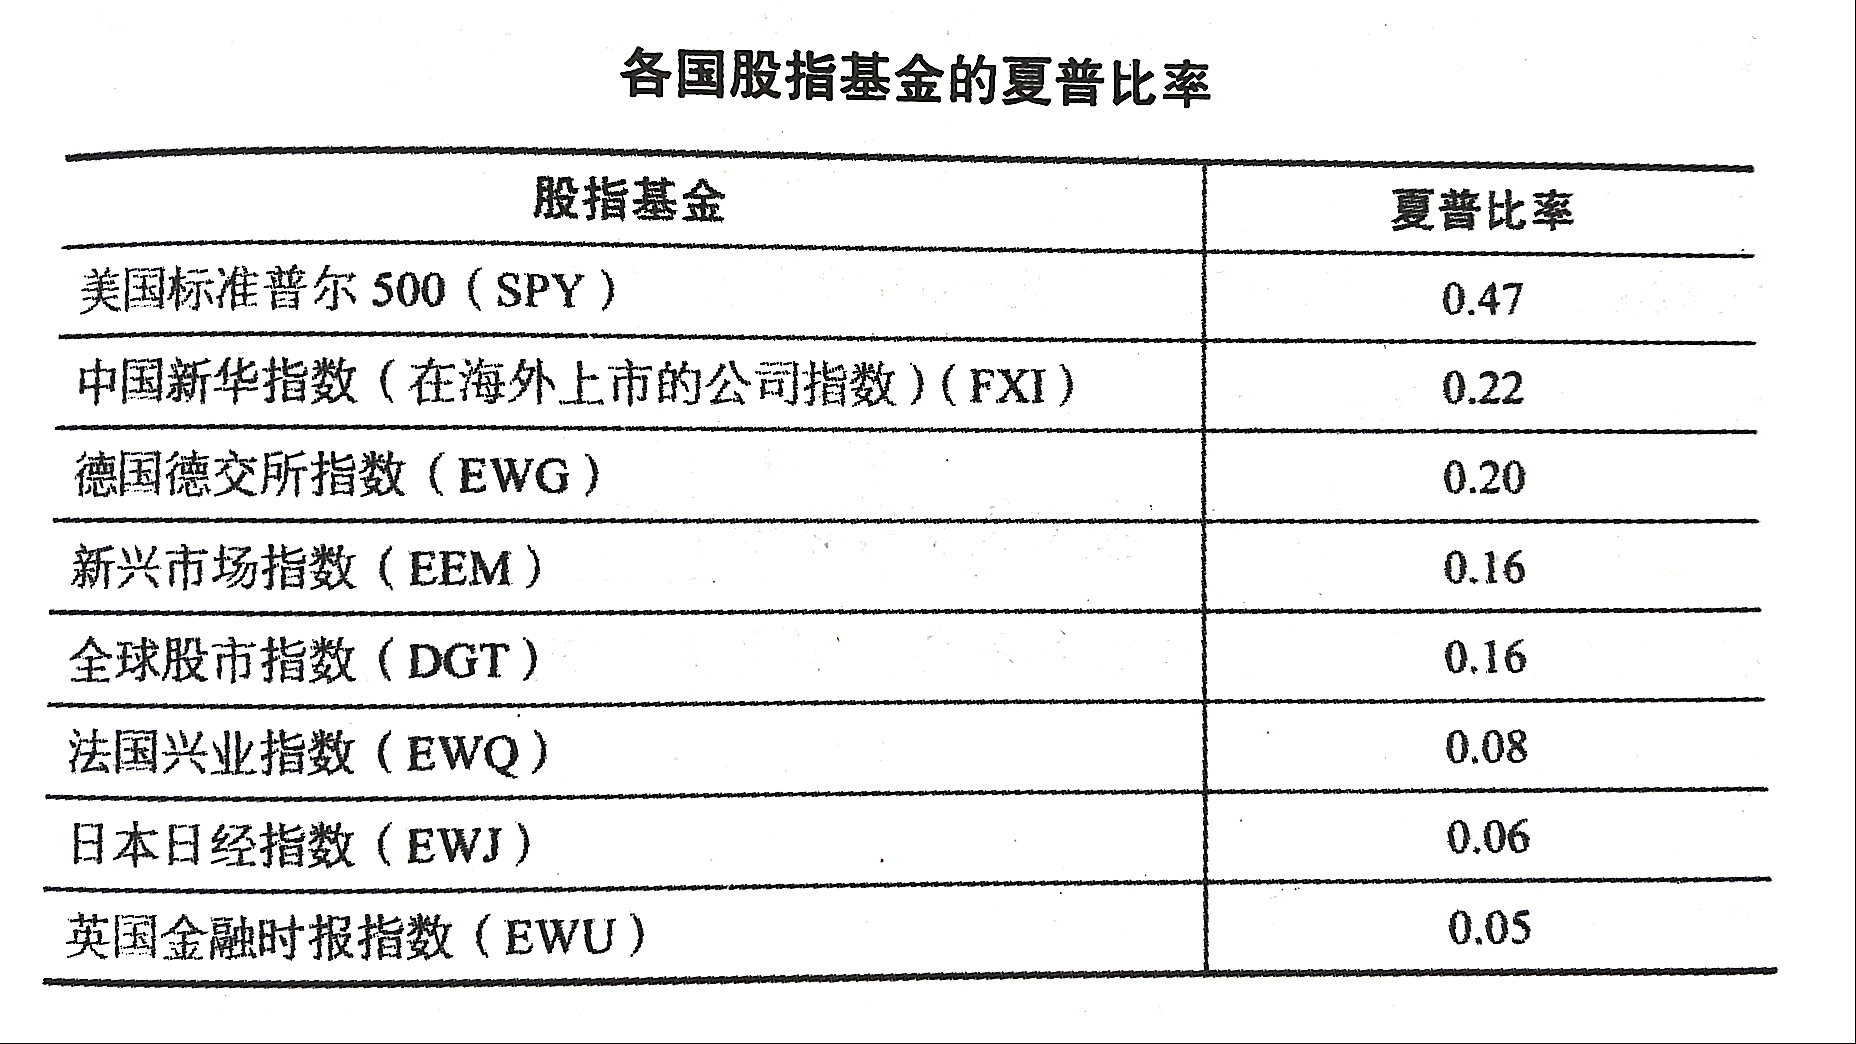 各国股指基金的夏普比率
股指基金 夏普比率
美国标准普尔 500（SPY） 0.47
中国新华指数（在海外上市的公司指数）（FXI） 0.22
德国德交所指数（EWG） 0.20
新兴市场指数（EEM） 0.16
全球股市指数（DGT） 0.16
法国兴业指数（EWQ） 0.08
日本日经指数（EWJ） 0.06
英国金融时报指数（EWU） 0.05